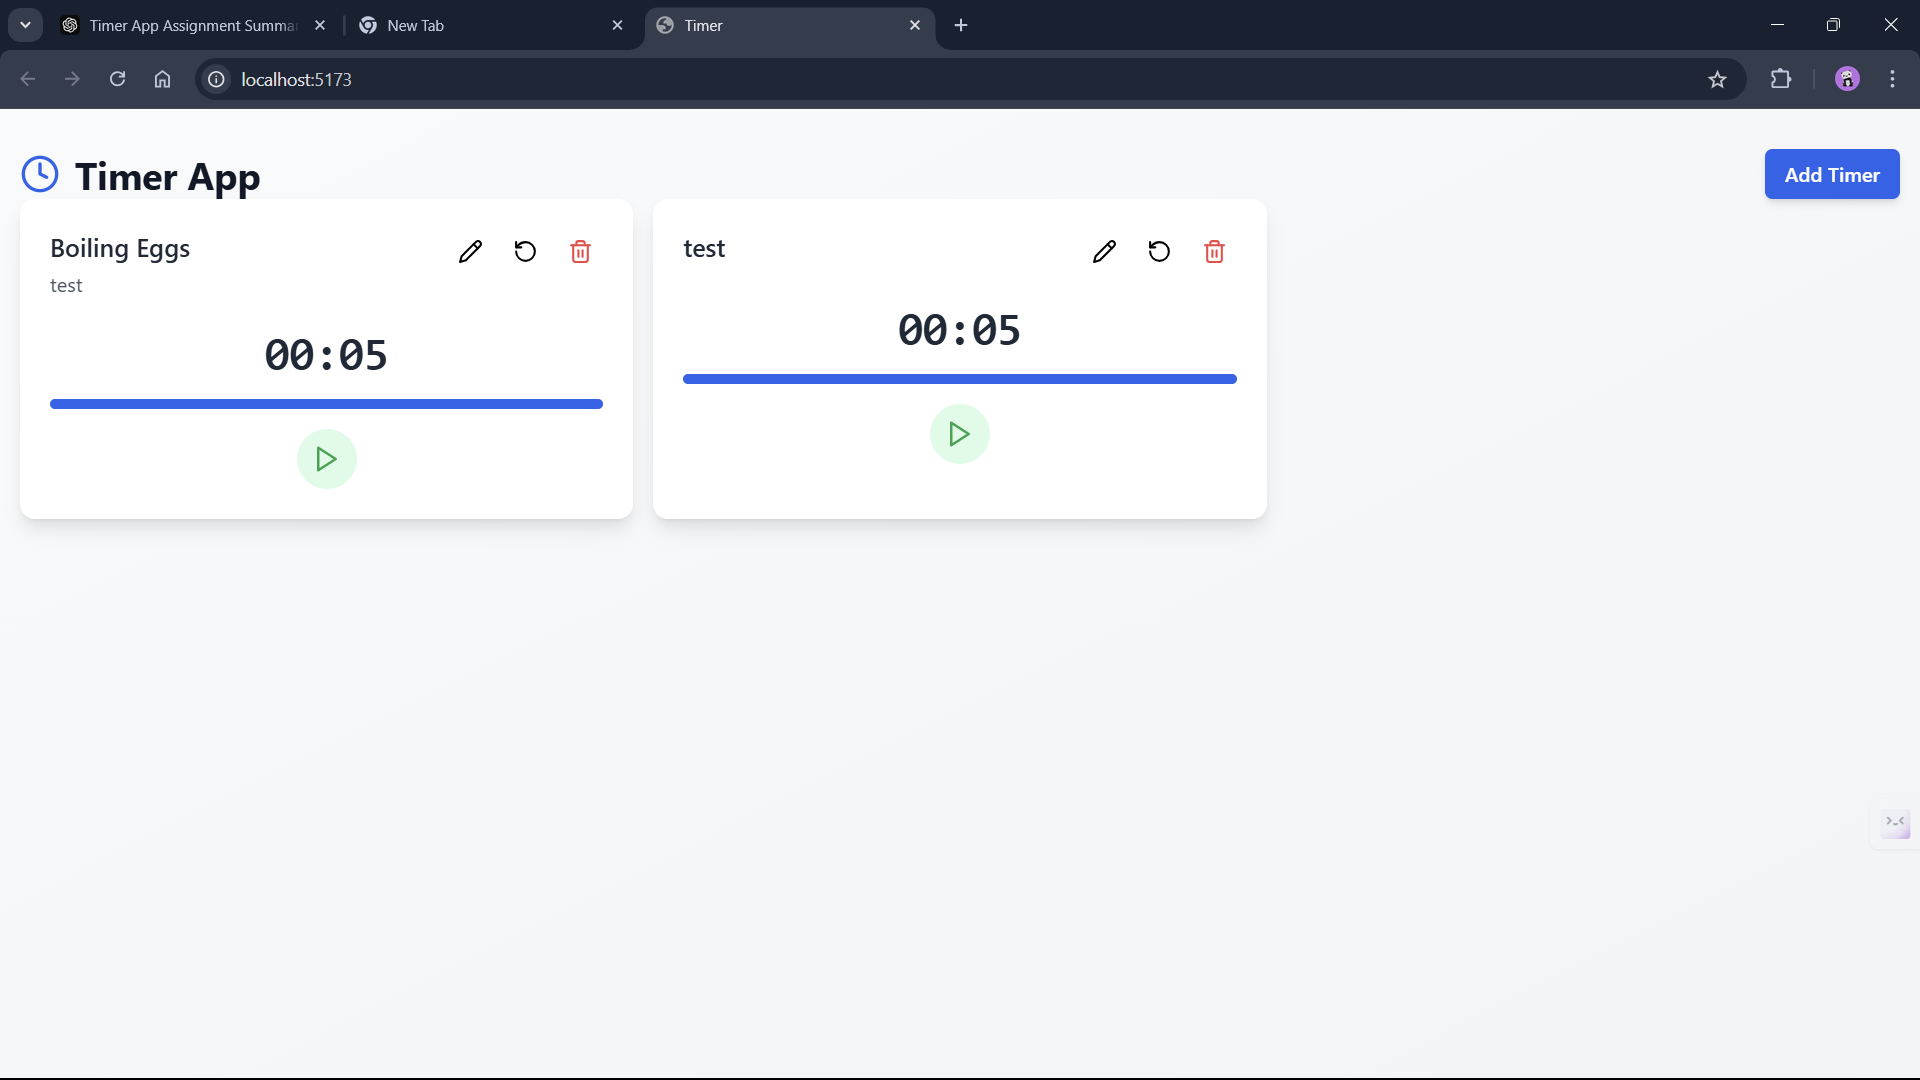 Timer App Assignment Summa
New Tab
Timer
localhost:5173
Timer App
Add Timer
Boiling Eggs
test
00:05
test
00:05